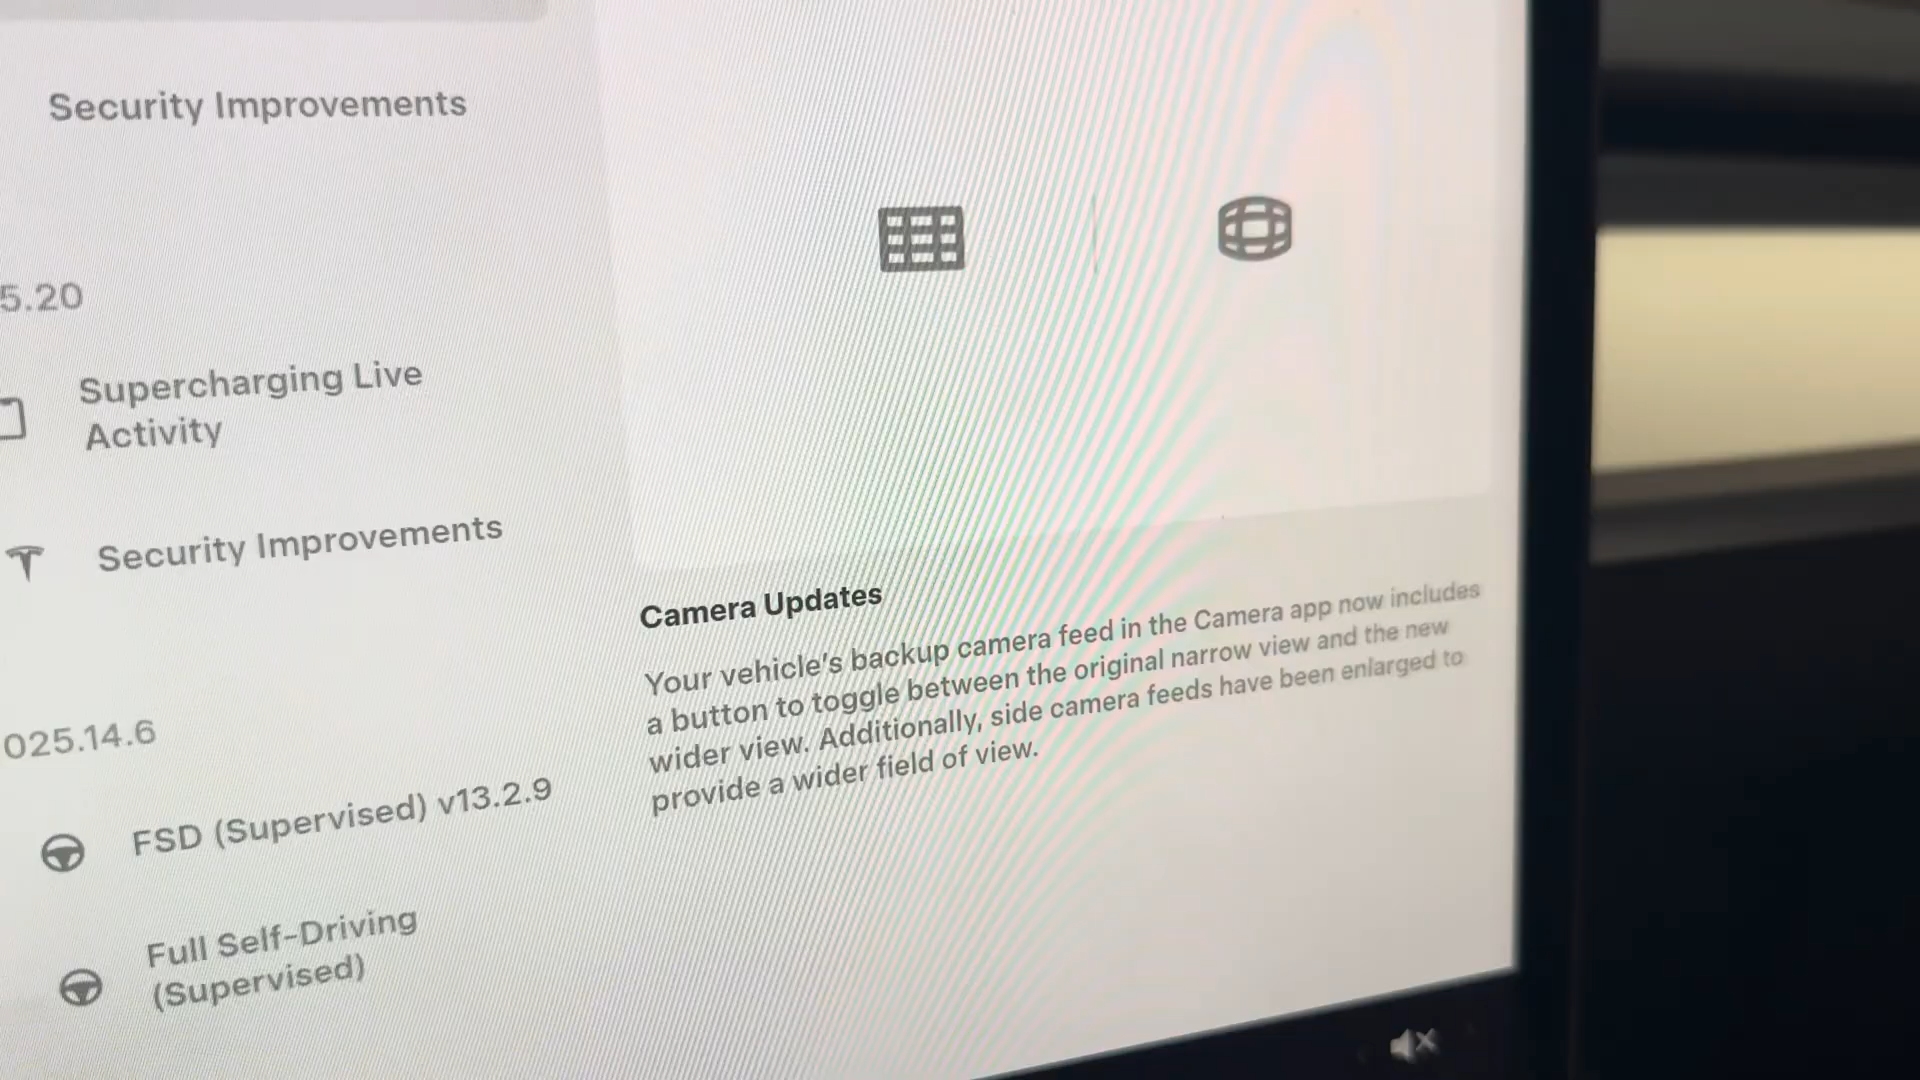 Security Improvements
5.20
Supercharging Live
Activity
Security Improvements
025.14.6
FSD (Supervised) v13.2.9
Full Self-Driving
(Supervised)
Camera Updates
Your vehicle's backup camera feed in the Camera app now includes
a button to toggle between the original narrow view and the new
wider view. Additionally, side camera feeds have been enlarged to
provide a wider field of view.